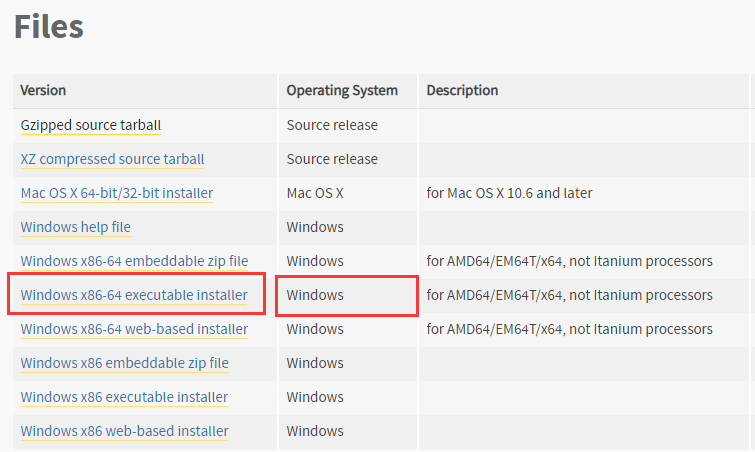 Files
Version Operating System Description
Gzipped source tarball Source release
XZ compressed source tarball Source release
Mac OS X 64-bit/32-bit installer Mac OS X for Mac OS X 10.6 and later
Windows help file Windows
Windows x86-64 embeddable zip file Windows for AMD64/EM64T/x64, not Itanium processors
Windows x86-64 executable installer Windows for AMD64/EM64T/x64, not Itanium processors
Windows x86-64 web-based installer Windows for AMD64/EM64T/x64, not Itanium processors
Windows x86 embeddable zip file Windows
Windows x86 executable installer Windows
Windows x86 web-based installer Windows